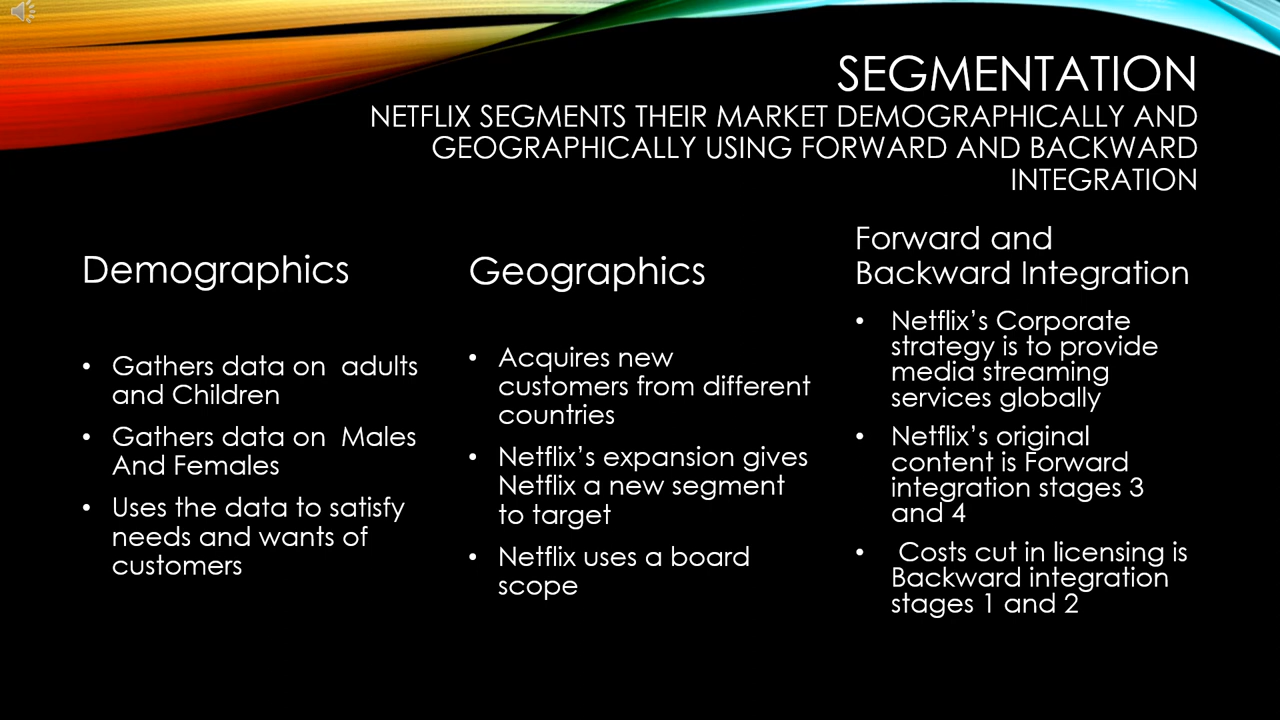 SEGMENTATION
NETFLIX SEGMENTS THEIR MARKET DEMOGRAPHICALLY AND
GEOGRAPHICALLY USING FORWARD AND BACKWARD
INTEGRATION
Demographics
• Gathers data on  adults
and Children
• Gathers data on  Males
And Females
• Uses the data to satisfy
needs and wants of
customers
Geographics
• Acquires new
customers from different
countries
• Netflix’s expansion gives
Netflix a new segment
to target
• Netflix uses a board
scope
Forward and
Backward Integration
• Netflix’s Corporate
strategy is to provide
media streaming
services globally
• Netflix’s original
content is Forward
integration stages 3
and 4
•  Costs cut in licensing is
Backward integration
stages 1 and 2